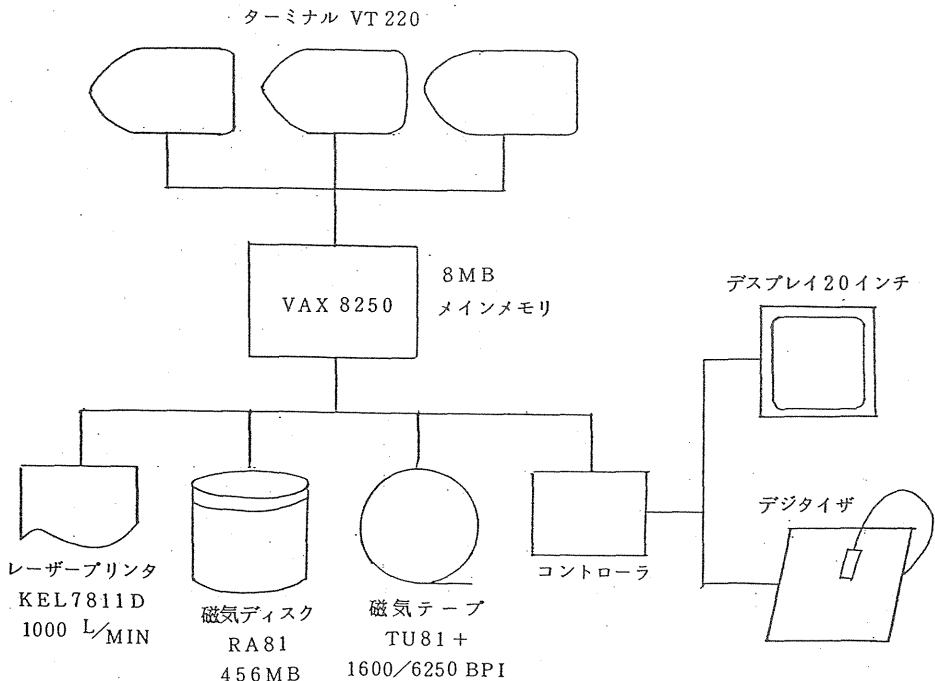 ターミナル VT 220
VAX 8250
8MB
メインメモリ
デスプレイ20インチ
デジタイザ
コントローラ
レーザープリンタ
KEL7811D
1000 L/MIN
磁気ディスク
RA81
456MB
磁気テープ
TU81+
1600/6250 BPI